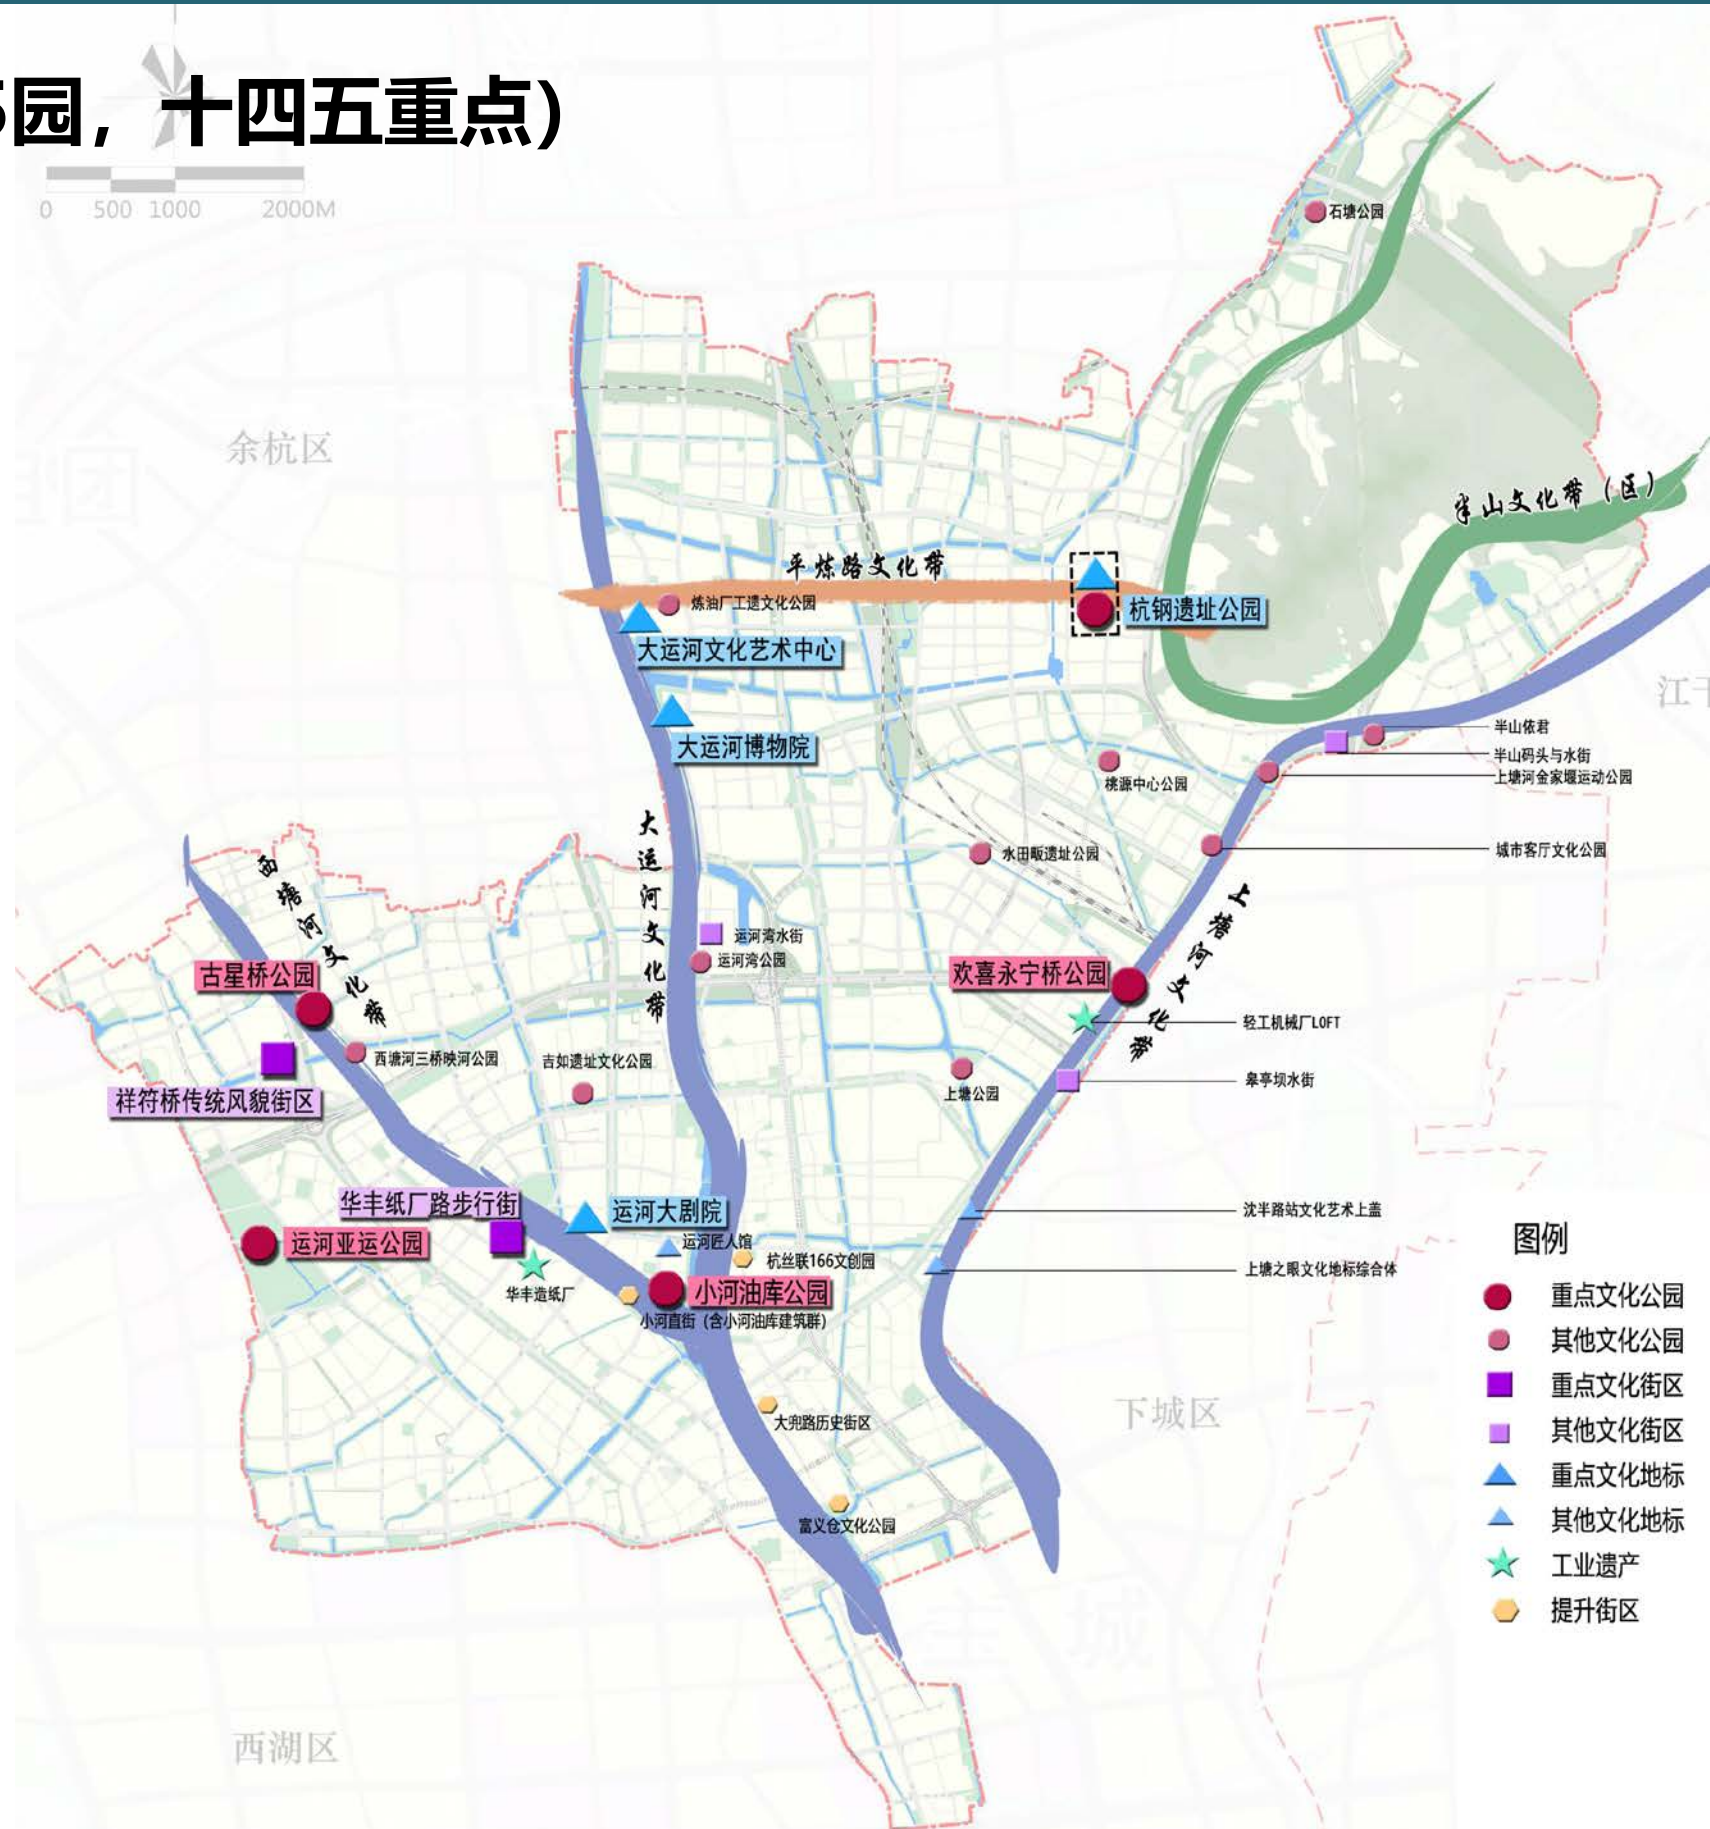 园，十四五重点)
0 500 1000 2000M
石塘公园
余杭区
半山文化带（区）
平炼路文化带
炼油厂工遗文化公园
杭钢遗址公园
大运河文化艺术中心
江干
大运河博物院
半山依君
半山码头与水街
上塘河金家堰运动公园
桃源中心公园
大运河文化带
水田畈遗址公园
城市客厅文化公园
西塘河文化带
上塘河文化带
运河湾水街
运河湾公园
古星桥公园
欢喜永宁桥公园
轻工机械厂LOFT
西塘河三桥映河公园
吉如遗址文化公园
上塘公园
皋亭坝水街
祥符桥传统风貌街区
华丰纸厂路步行街
运河大剧院
沈半路站文化艺术上盖
运河亚运公园
运河匠人馆
杭丝联166文创园
上塘之眼文化地标综合体
华丰造纸厂
小河油库公园
小河直街（含小河油库建筑群）
大兜路历史街区
下城区
富义仓文化公园
主城
西湖区
图例
重点文化公园
其他文化公园
重点文化街区
其他文化街区
重点文化地标
其他文化地标
工业遗产
提升街区